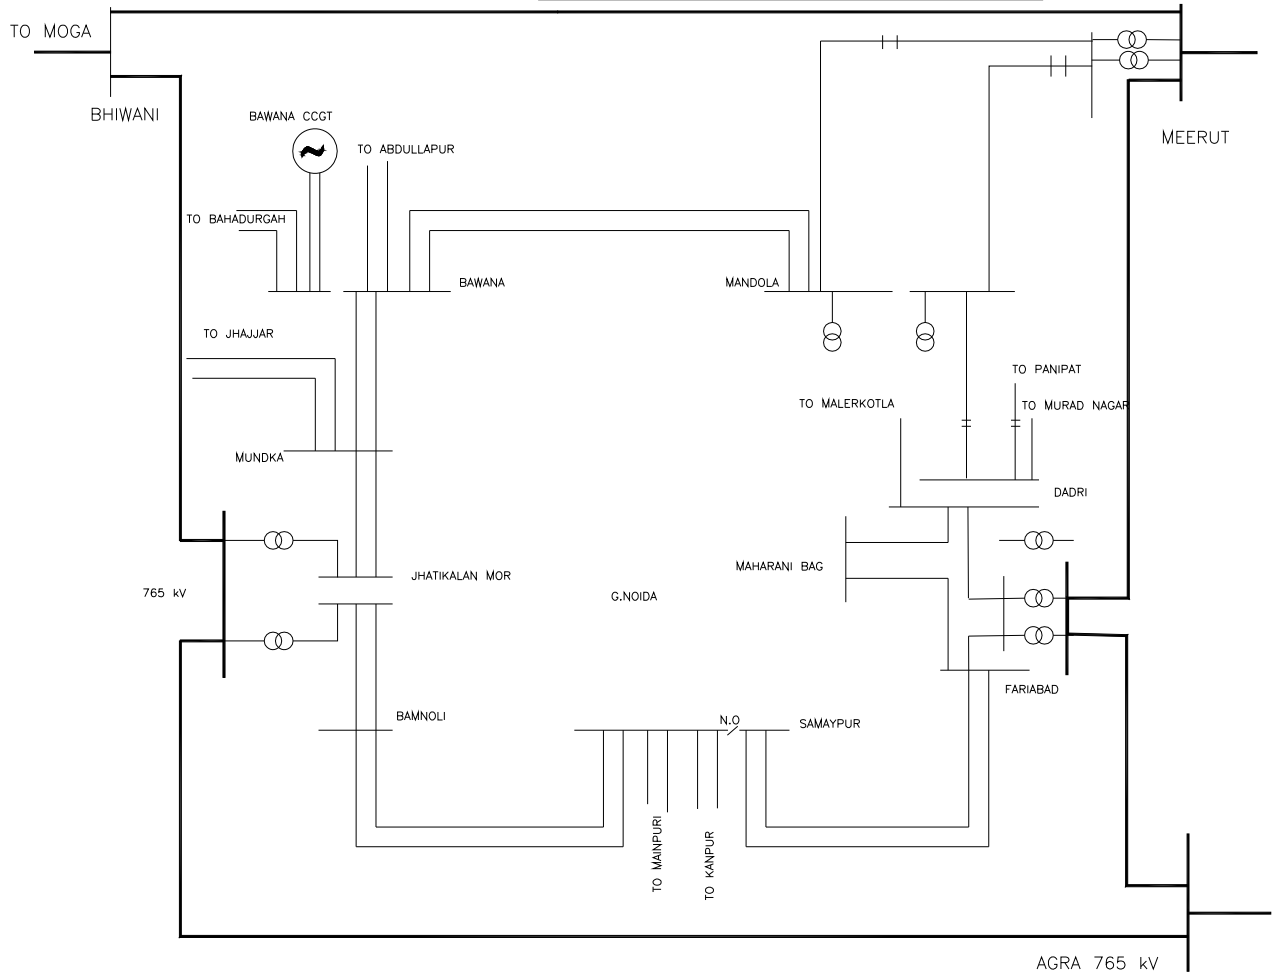 TO MOGA
BHIWANI
MEERUT
BAWANA CCGT
TO ABDULLAPUR
TO BAHADURGAH
BAWANA
MANDOLA
TO JHAJJAR
TO PANIPAT
TO MALERKOTLA
TO MURAD NAGAR
MUNDKA
DADRI
MAHARANI BAG
JHATIKALAN MOR
765 kV
G.NOIDA
FARIABAD
BAMNOLI
N.O
SAMAYPUR
TO MAINPURI
TO KANPUR
AGRA 765 kV